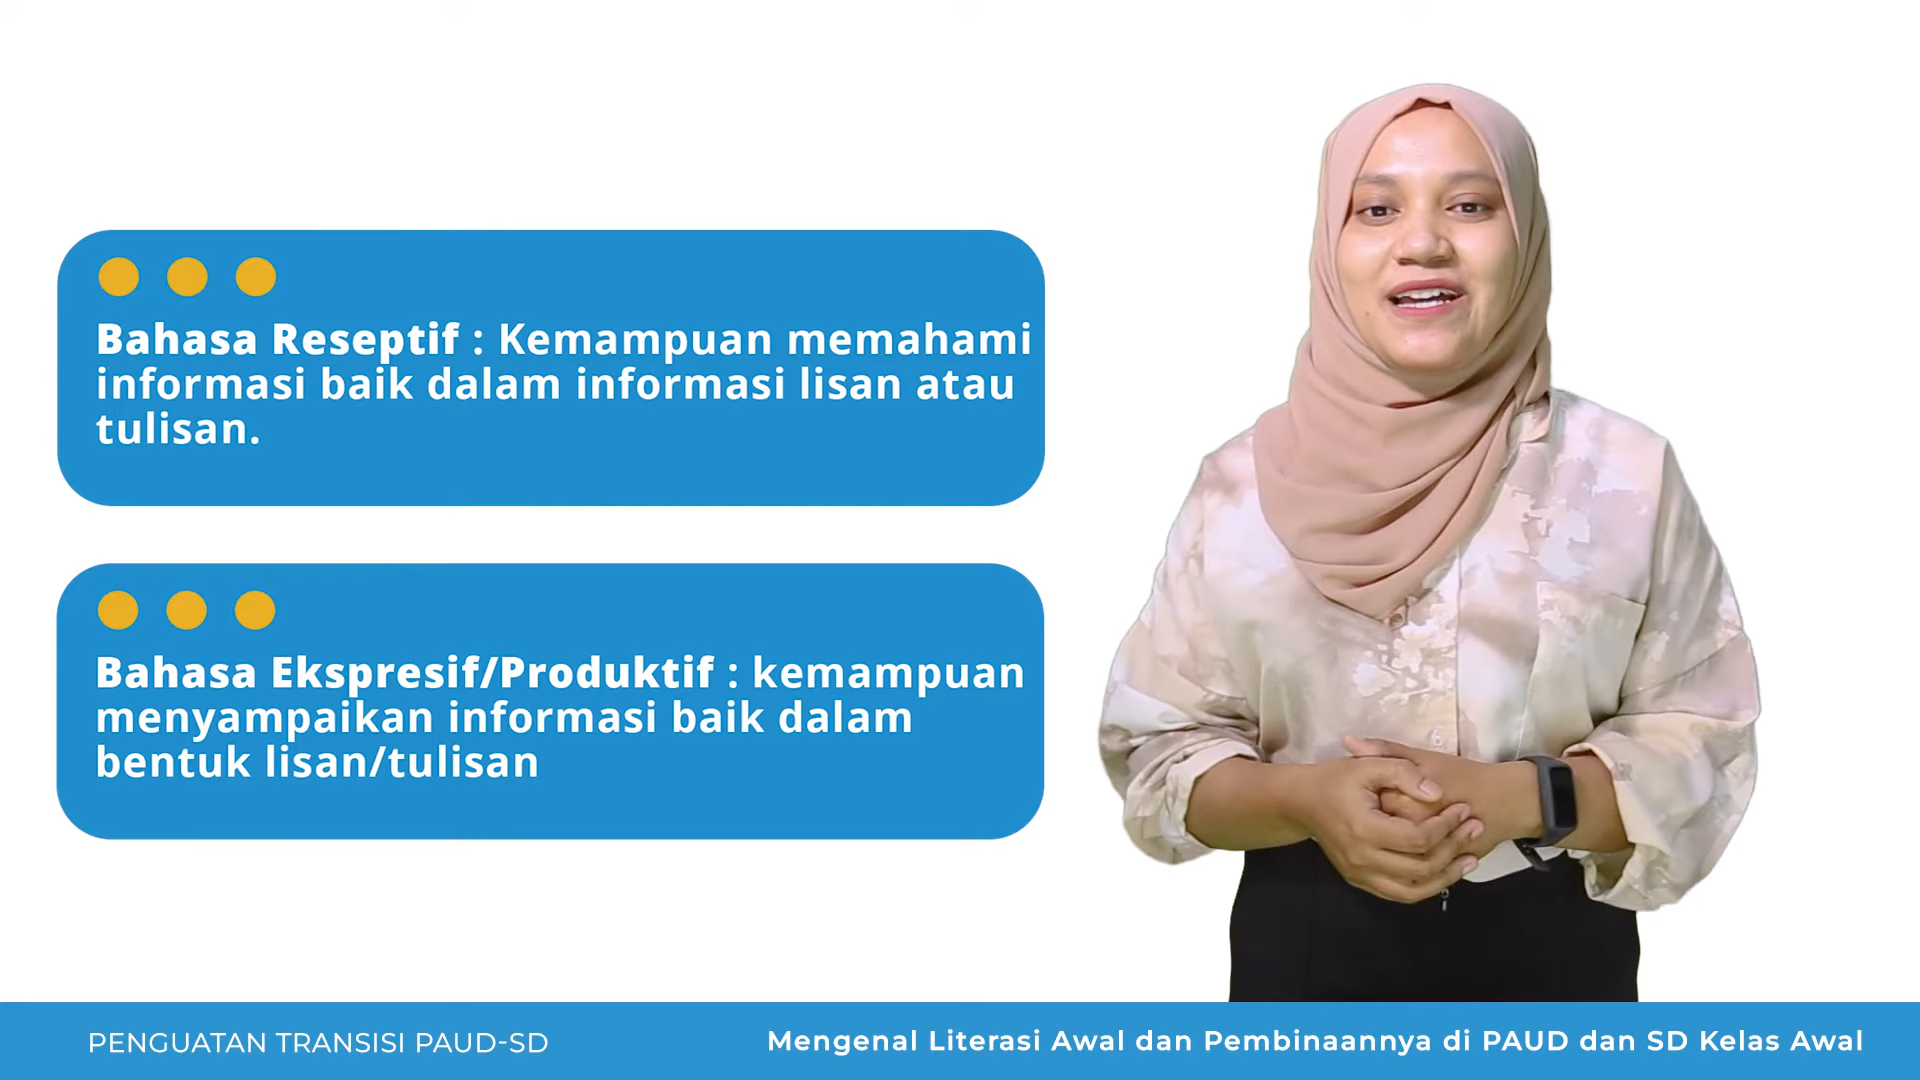 Bahasa Reseptif : Kemampuan memahami
informasi baik dalam informasi lisan atau
tulisan.
Bahasa Ekspresif/Produktif : kemampuan
menyampaikan informasi baik dalam
bentuk lisan/tulisan
PENGUATAN TRANSISI PAUD-SD
Mengenal Literasi Awal dan Pembinaannya di PAUD dan SD Kelas Awal